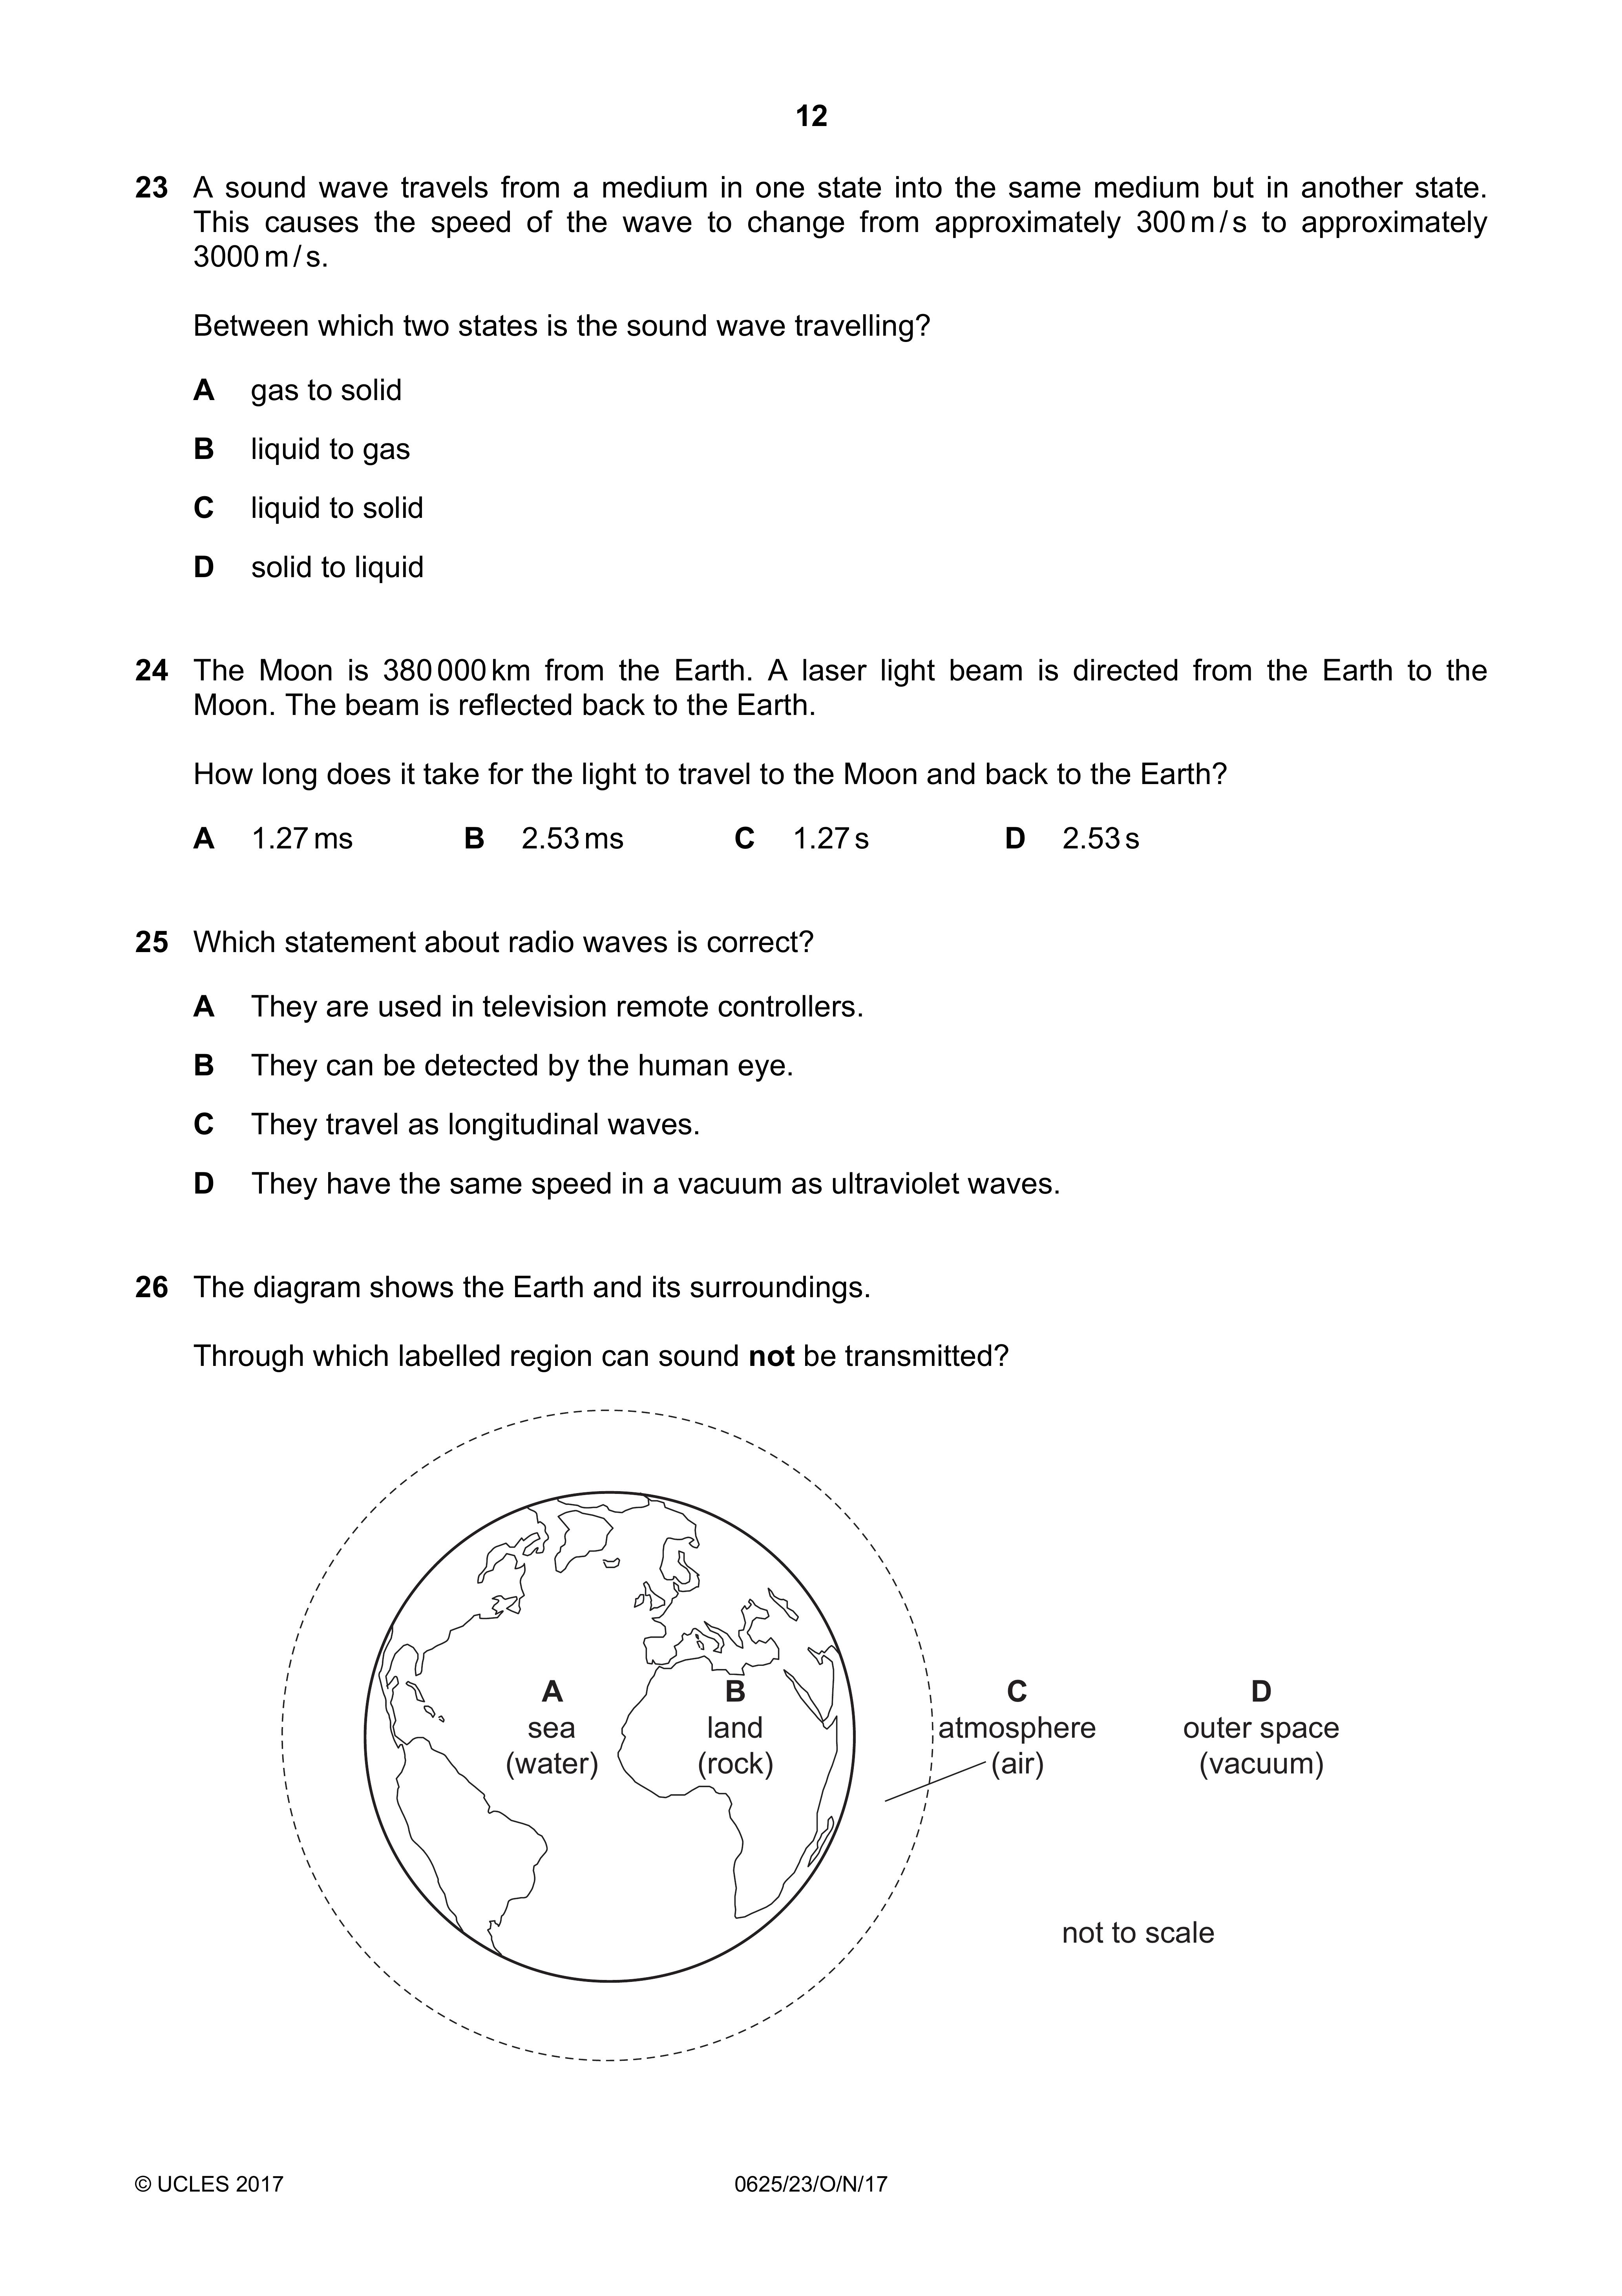 12
23 A sound wave travels from a medium in one state into the same medium but in another state.
This causes the speed of the wave to change from approximately 300 m / s to approximately
3000 m / s.
Between which two states is the sound wave travelling?
A gas to solid
B liquid to gas
C liquid to solid
D solid to liquid
24 The Moon is 380 000 km from the Earth. A laser light beam is directed from the Earth to the
Moon. The beam is reflected back to the Earth.
How long does it take for the light to travel to the Moon and back to the Earth?
A 1.27 ms B 2.53 ms C 1.27 s D 2.53 s
25 Which statement about radio waves is correct?
A They are used in television remote controllers.
B They can be detected by the human eye.
C They travel as longitudinal waves.
D They have the same speed in a vacuum as ultraviolet waves.
26 The diagram shows the Earth and its surroundings.
Through which labelled region can sound not be transmitted?
A B C D
sea land atmosphere outer space
(water) (rock) (air) (vacuum)
not to scale
© UCLES 2017 0625/23/O/N/17